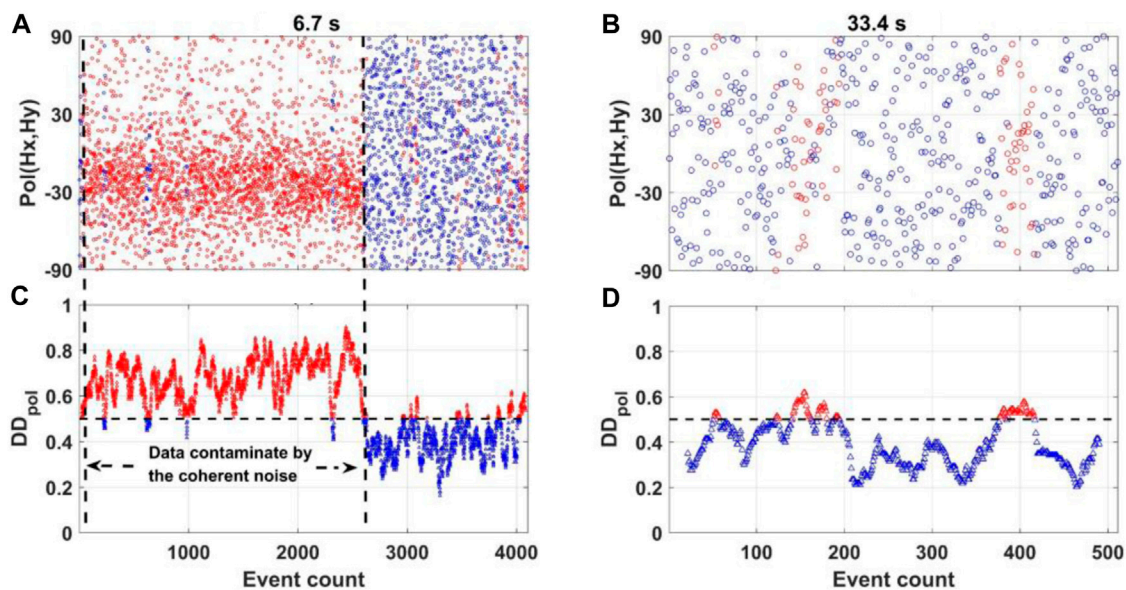 A
6.7 s
B
33.4 s
Pol(Hx,Hy)
90
30
-30
-90
Pol(Hx,Hy)
90
30
-30
-90
C
D
DDpol
1
0.8
0.6
0.4
0.2
0
Data contaminate by
the coherent noise
1000
2000
3000
4000
Event count
DDpol
1
0.8
0.6
0.4
0.2
0
100
200
300
400
500
Event count